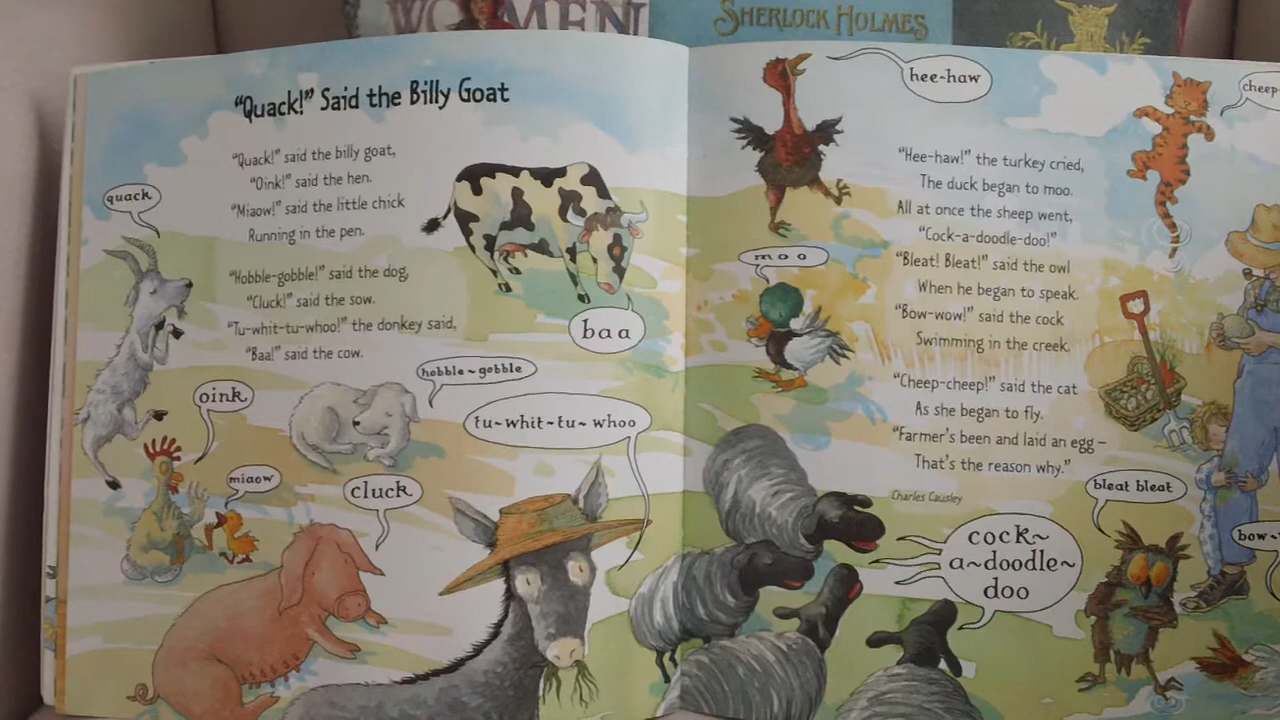 WOMEN
SHERLOCK HOLMES
"Quack!" Said the Billy Goat
"Quack!" said the billy goat,
"Oink!" said the hen.
"Miaow!" said the little chick
Running in the pen.
"Hobble-gobble!" said the dog,
"Cluck!" said the sow.
"Tu-whit-tu-whoo!" the donkey said,
"Baa!" said the cow.
quack
baa
hobble~gobble
oink
tu~whit~tu~whoo
miaow
cluck
hee-haw
cheep-
"Hee-haw!" the turkey cried,
The duck began to moo.
All at once the sheep went,
"Cock-a-doodle-doo!"
"Bleat! Bleat!" said the owl
When he began to speak.
"Bow-wow!" said the cock
Swimming in the creek.
"Cheep-cheep!" said the cat
As she began to fly.
"Farmer's been and laid an egg –
That's the reason why."
Charles Causley
moo
bleat bleat
cock~
a~doodle~
doo
bow~